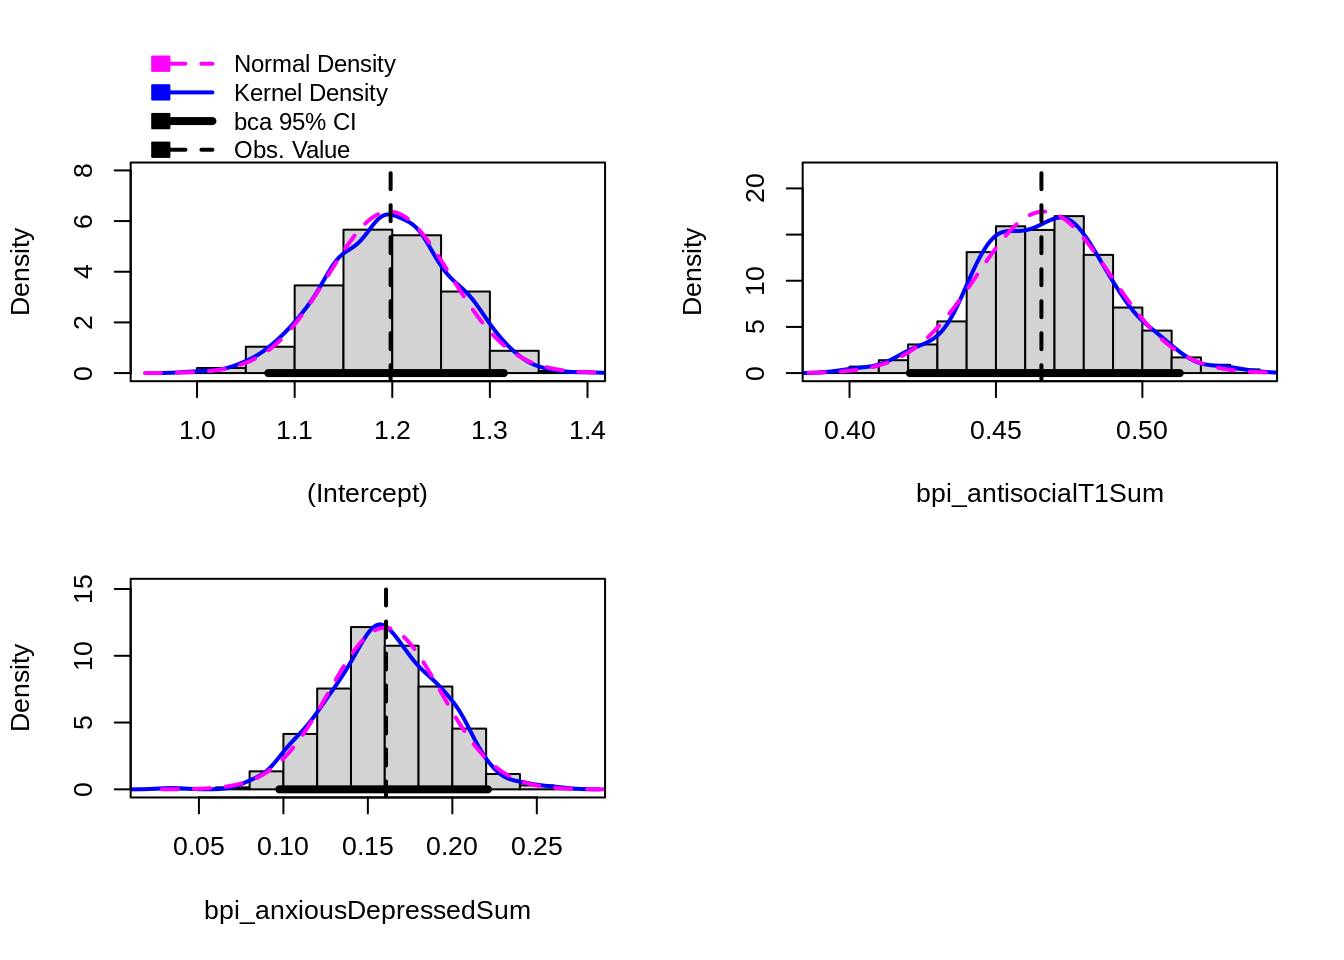 Normal Density
Kernel Density
bca 95% CI
Obs. Value
Density
0 2 4 6 8
1.0 1.1 1.2 1.3 1.4
(Intercept)
Density
0 5 10 20
0.40 0.45 0.50
bpi_antisocialT1Sum
Density
0 5 10 15
0.05 0.10 0.15 0.20 0.25
bpi_anxiousDepressedSum